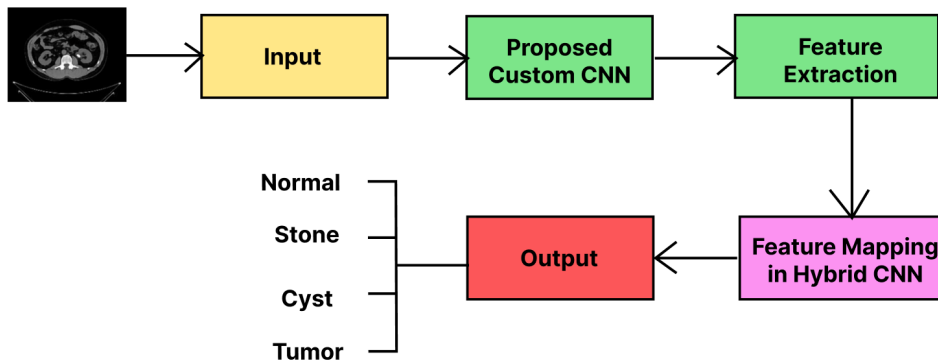 Input
Proposed
Custom CNN
Feature
Extraction
Normal
Stone
Cyst
Tumor
Output
Feature Mapping
in Hybrid CNN